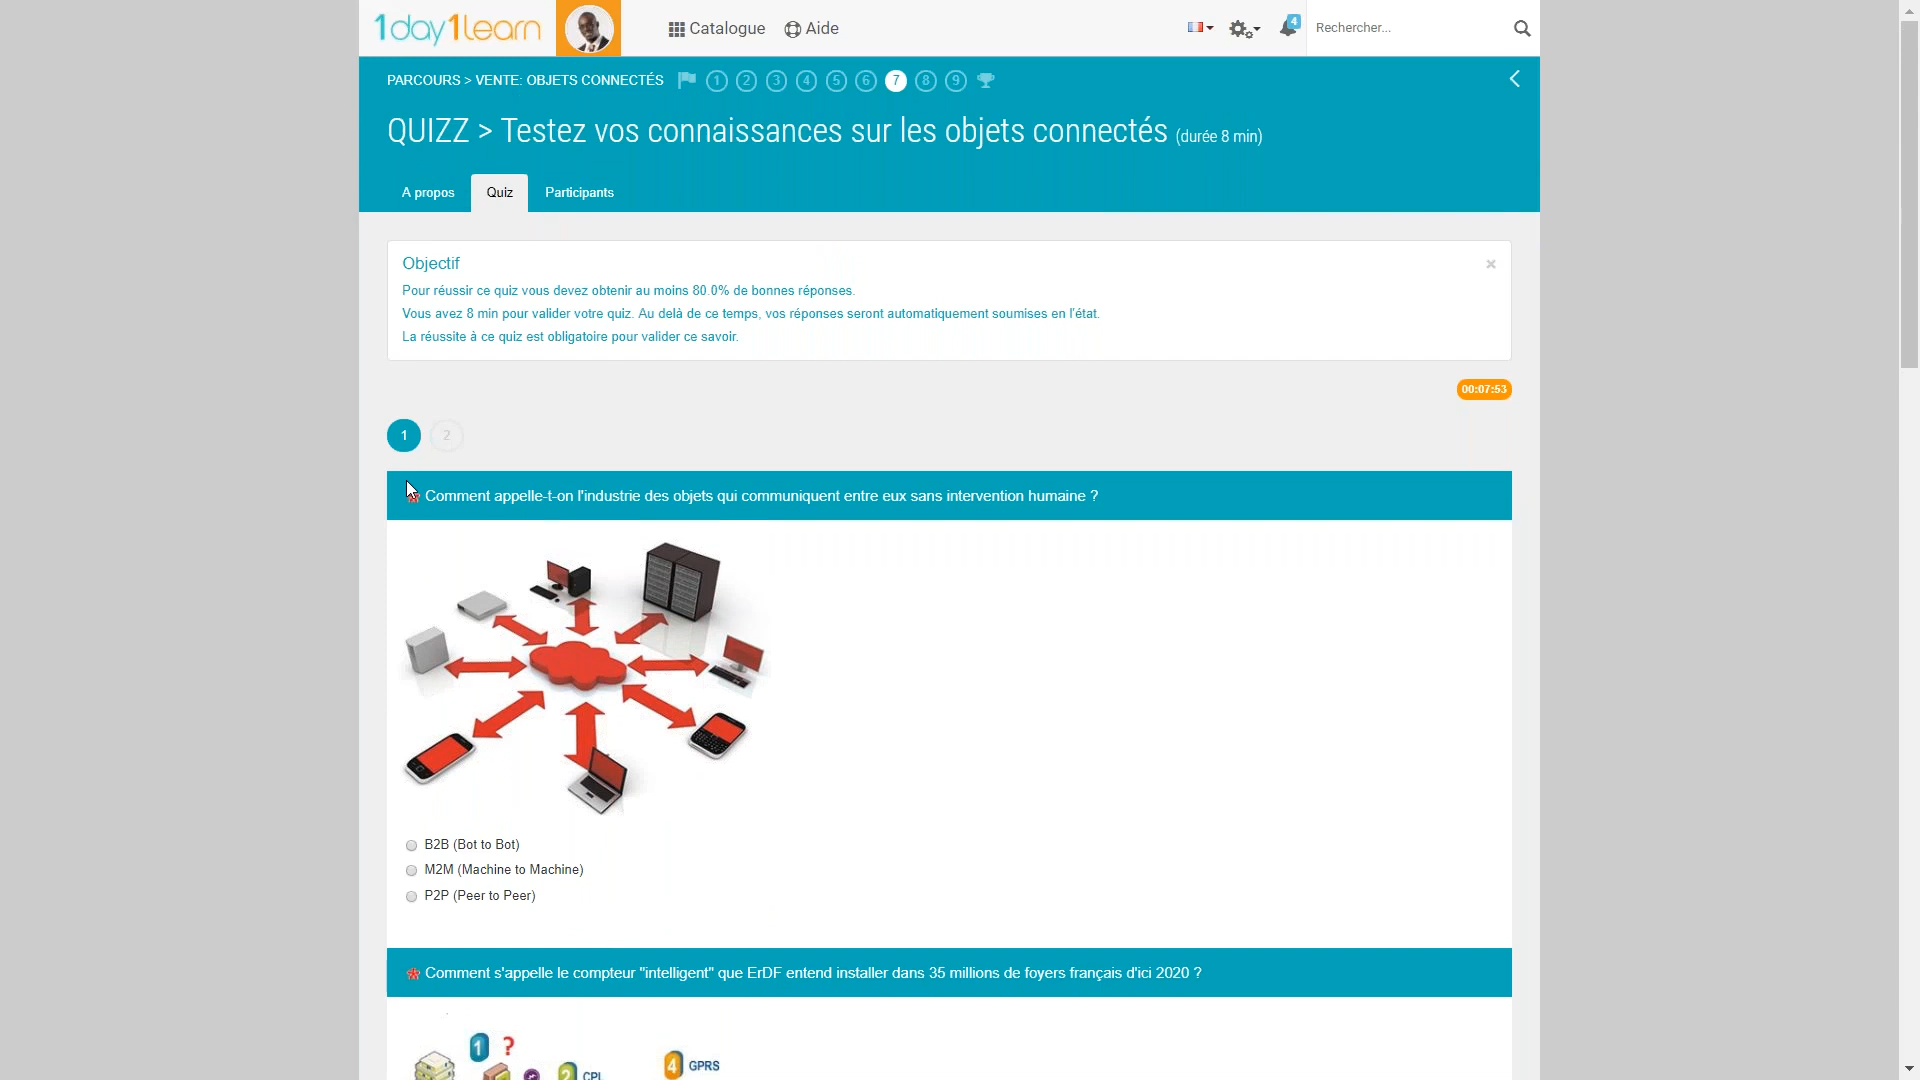 1day1learn
Catalogue
Aide
4
Rechercher...
PARCOURS > VENTE: OBJETS CONNECTÉS
1 2 3 4 5 6 7 8 9
QUIZZ > Testez vos connaissances sur les objets connectés (durée 8 min)
A propos
Quiz
Participants
Objectif
×
Pour réussir ce quiz vous devez obtenir au moins 80.0% de bonnes réponses.
Vous avez 8 min pour valider votre quiz. Au delà de ce temps, vos réponses seront automatiquement soumises en l'état.
La réussite à ce quiz est obligatoire pour valider ce savoir.
00:07:53
1 2
Comment appelle-t-on l'industrie des objets qui communiquent entre eux sans intervention humaine ?
B2B (Bot to Bot)
M2M (Machine to Machine)
P2P (Peer to Peer)
Comment s'appelle le compteur "intelligent" que ErDF entend installer dans 35 millions de foyers français d'ici 2020 ?
1 ?
2 CPL
4 GPRS